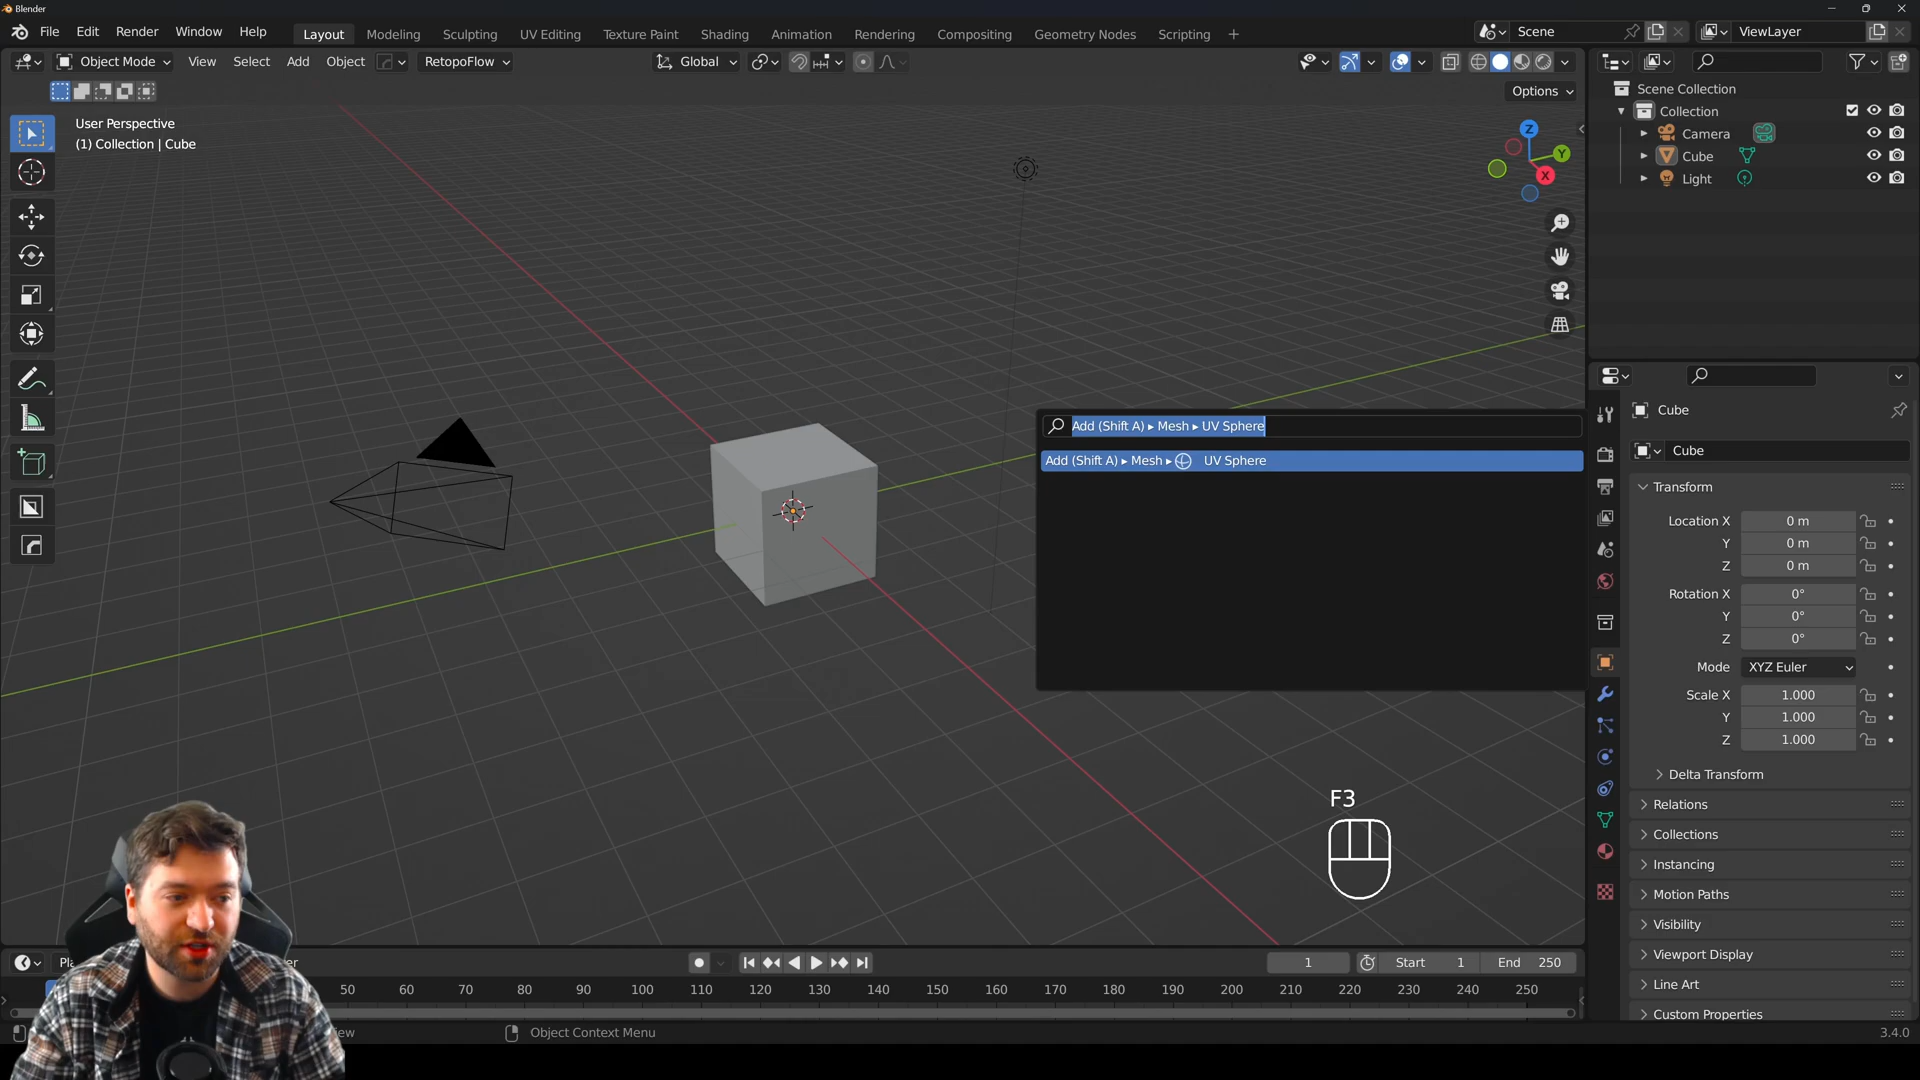 Blender
File Edit Render Window Help
Layout Modeling Sculpting UV Editing Texture Paint Shading Animation Rendering Compositing Geometry Nodes Scripting +
Scene
ViewLayer
Object Mode View Select Add Object RetopoFlow
Global
Options
User Perspective
(1) Collection | Cube
Z
Y
X
Scene Collection
Collection
Camera
Cube
Light
Add (Shift A) ▸ Mesh ▸ UV Sphere
Add (Shift A) ▸ Mesh ▸ UV Sphere
Cube
Cube
Transform
Location X 0 m
Y 0 m
Z 0 m
Rotation X 0°
Y 0°
Z 0°
Mode XYZ Euler
Scale X 1.000
Y 1.000
Z 1.000
Delta Transform
Relations
Collections
Instancing
Motion Paths
Visibility
Viewport Display
Line Art
Custom Properties
F3
1 Start 1 End 250
50 60 70 80 90 100 110 120 130 140 150 160 170 180 190 200 210 220 230 240 250
Object Context Menu
3.4.0